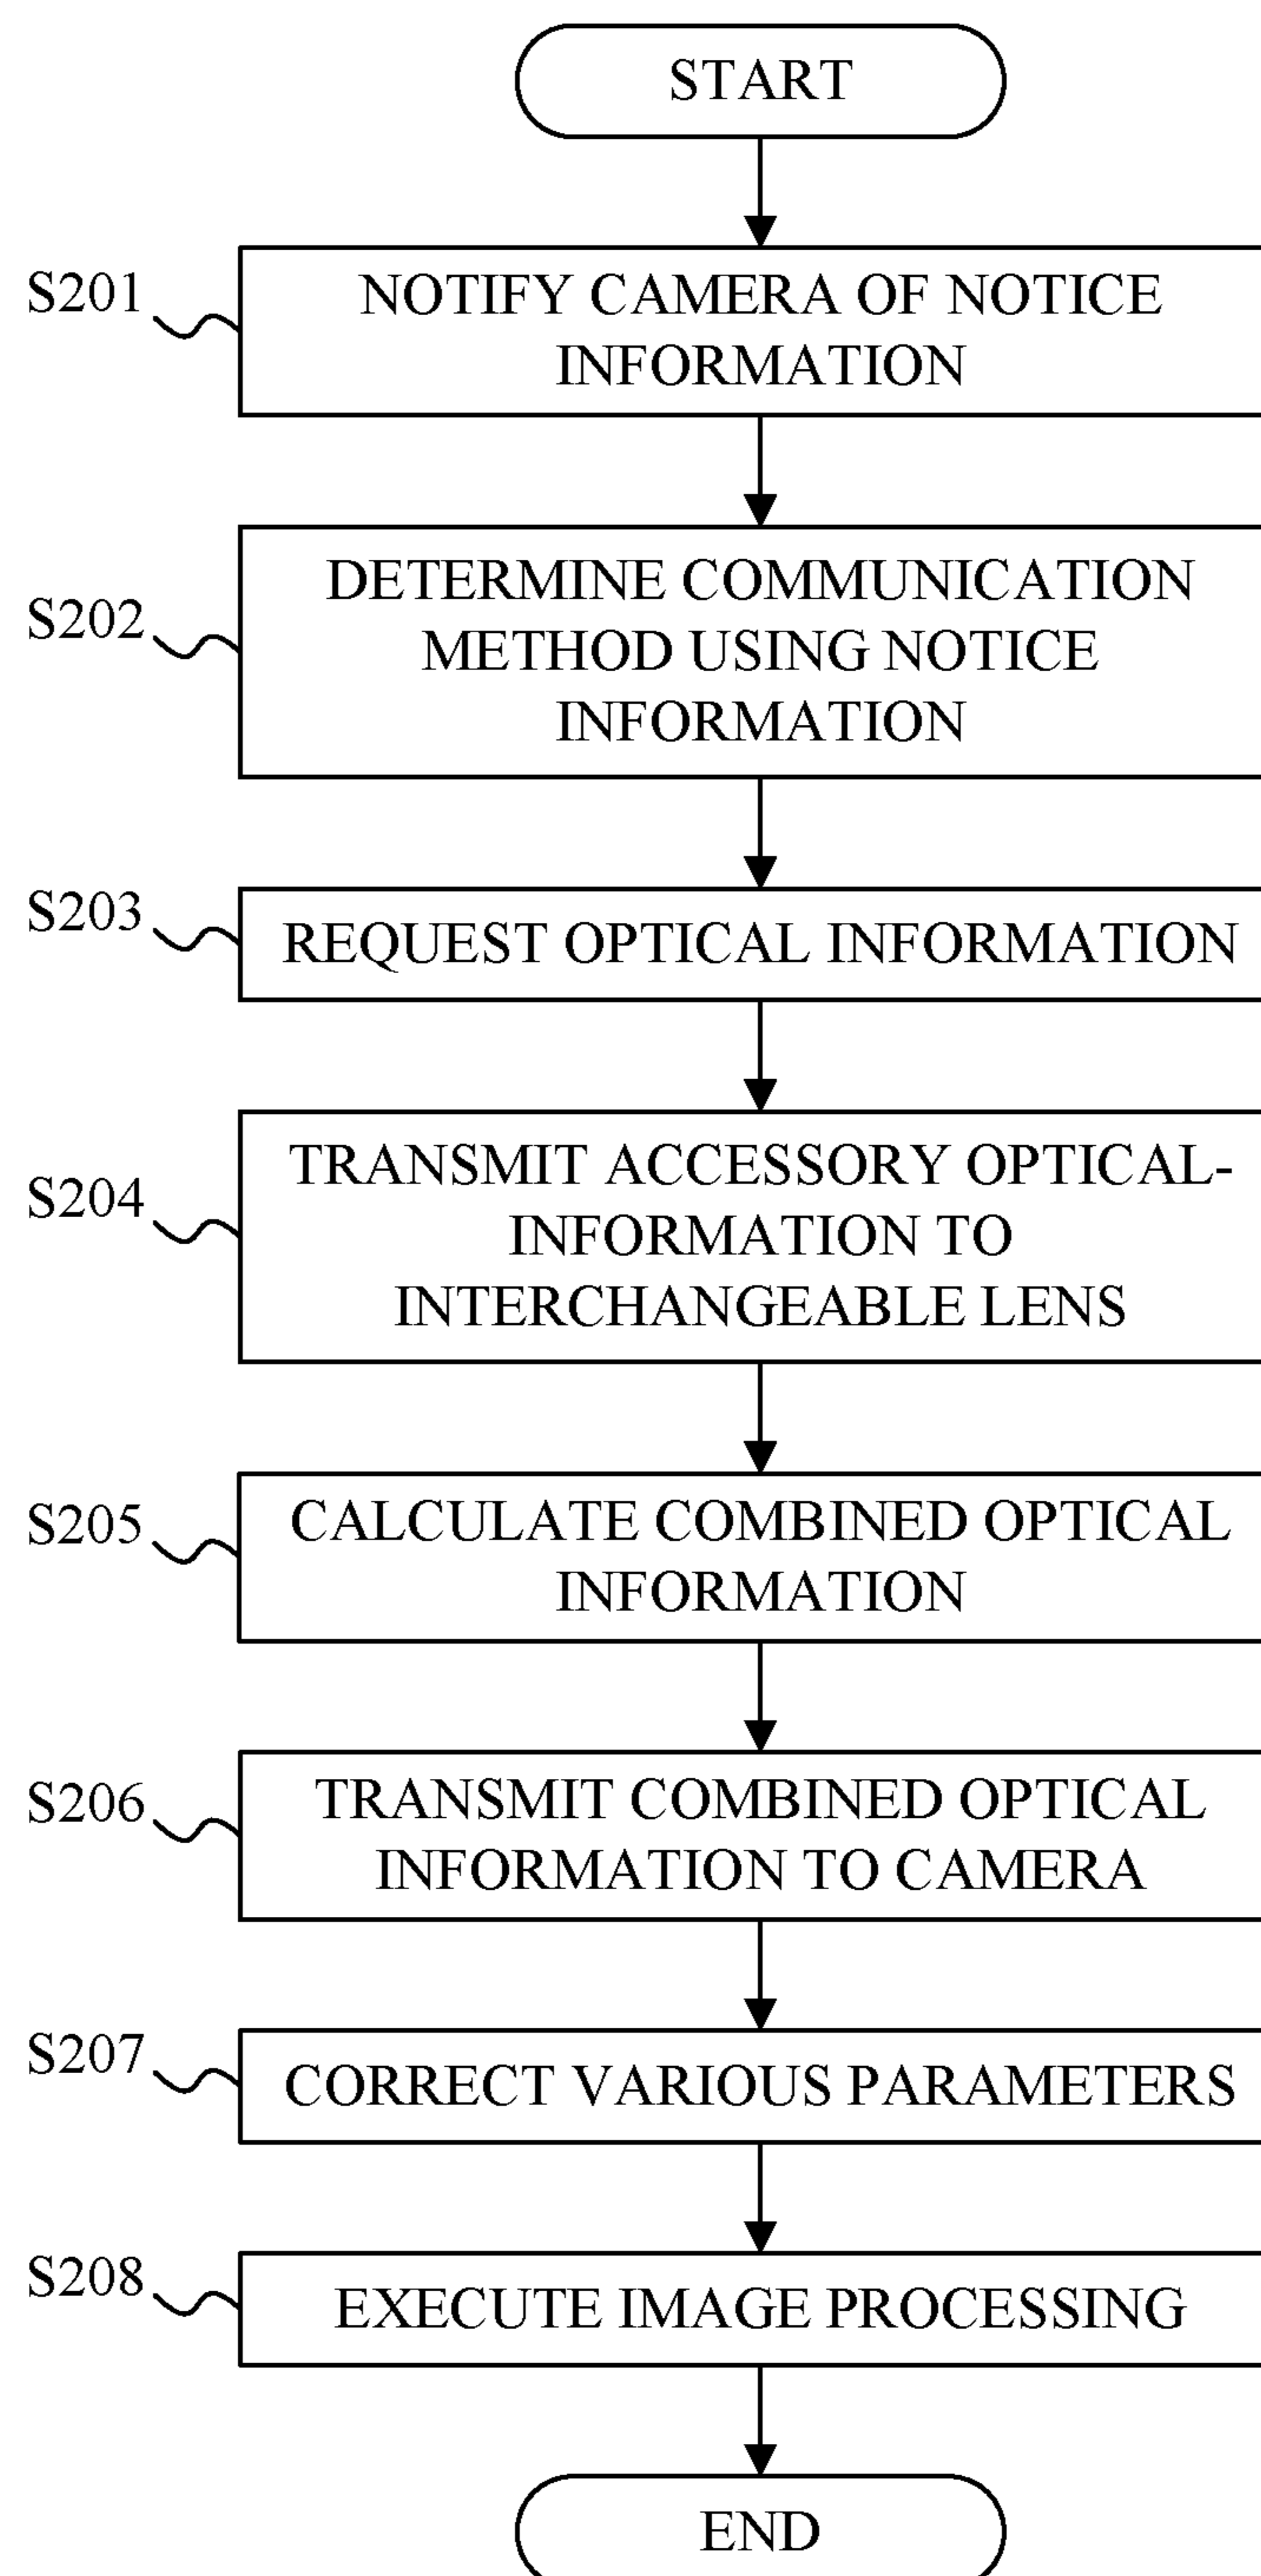 START
S201
NOTIFY CAMERA OF NOTICE
INFORMATION
S202
DETERMINE COMMUNICATION
METHOD USING NOTICE
INFORMATION
S203
REQUEST OPTICAL INFORMATION
S204
TRANSMIT ACCESSORY OPTICAL-
INFORMATION TO
INTERCHANGEABLE LENS
S205
CALCULATE COMBINED OPTICAL
INFORMATION
S206
TRANSMIT COMBINED OPTICAL
INFORMATION TO CAMERA
S207
CORRECT VARIOUS PARAMETERS
S208
EXECUTE IMAGE PROCESSING
END